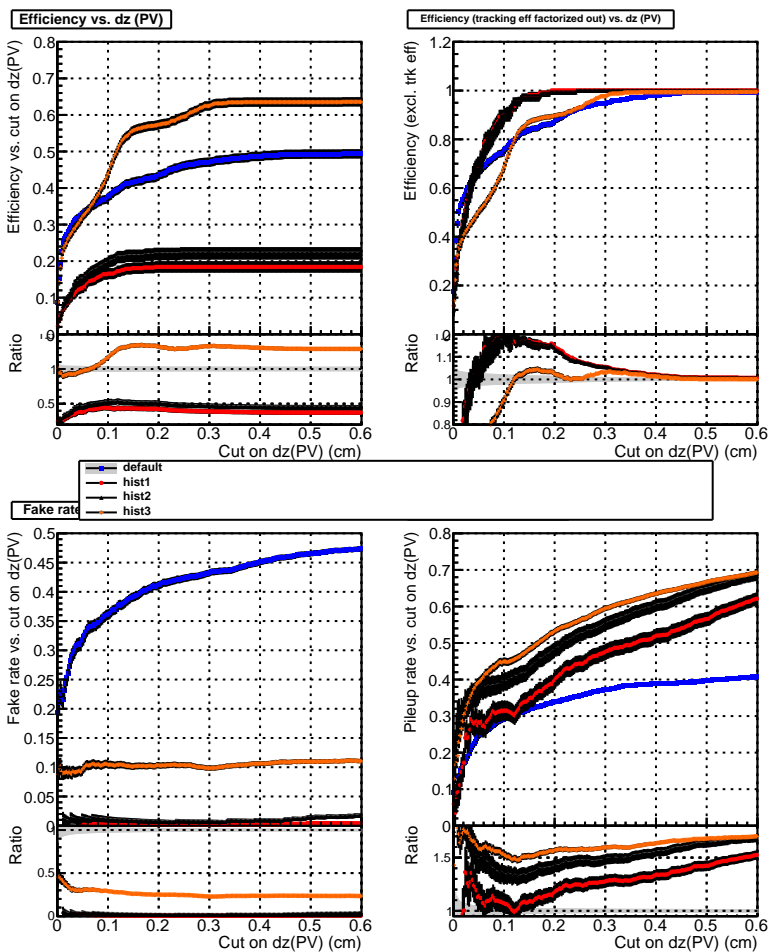 Efficiency vs. dz (PV)
Efficiency vs. cut on dz(PV)
0.8
0.7
0.6
0.5
0.4
0.3
0.2
0.1
0
Ratio
1
0.5
0 0.1 0.2 0.3 0.4 0.5 0.6
Cut on dz(PV) (cm)
Efficiency (tracking eff factorized out) vs. dz (PV)
Efficiency (excl. trk eff)
1.2
1
0.8
0.6
0.4
0.2
0
Ratio
1.1
1
0.9
0.8
0 0.1 0.2 0.3 0.4 0.5 0.6
Cut on dz(PV) (cm)
default
hist1
hist2
hist3
Fake rate
Fake rate vs. cut on dz(PV)
0.5
0.45
0.4
0.35
0.3
0.25
0.2
0.15
0.1
0.05
0
Ratio
1
0.5
0
0 0.1 0.2 0.3 0.4 0.5 0.6
Cut on dz(PV) (cm)
Pileup rate vs. cut on dz(PV)
0.8
0.7
0.6
0.5
0.4
0.3
0.2
0.1
0
Ratio
1.5
1
0 0.1 0.2 0.3 0.4 0.5 0.6
Cut on dz(PV) (cm)